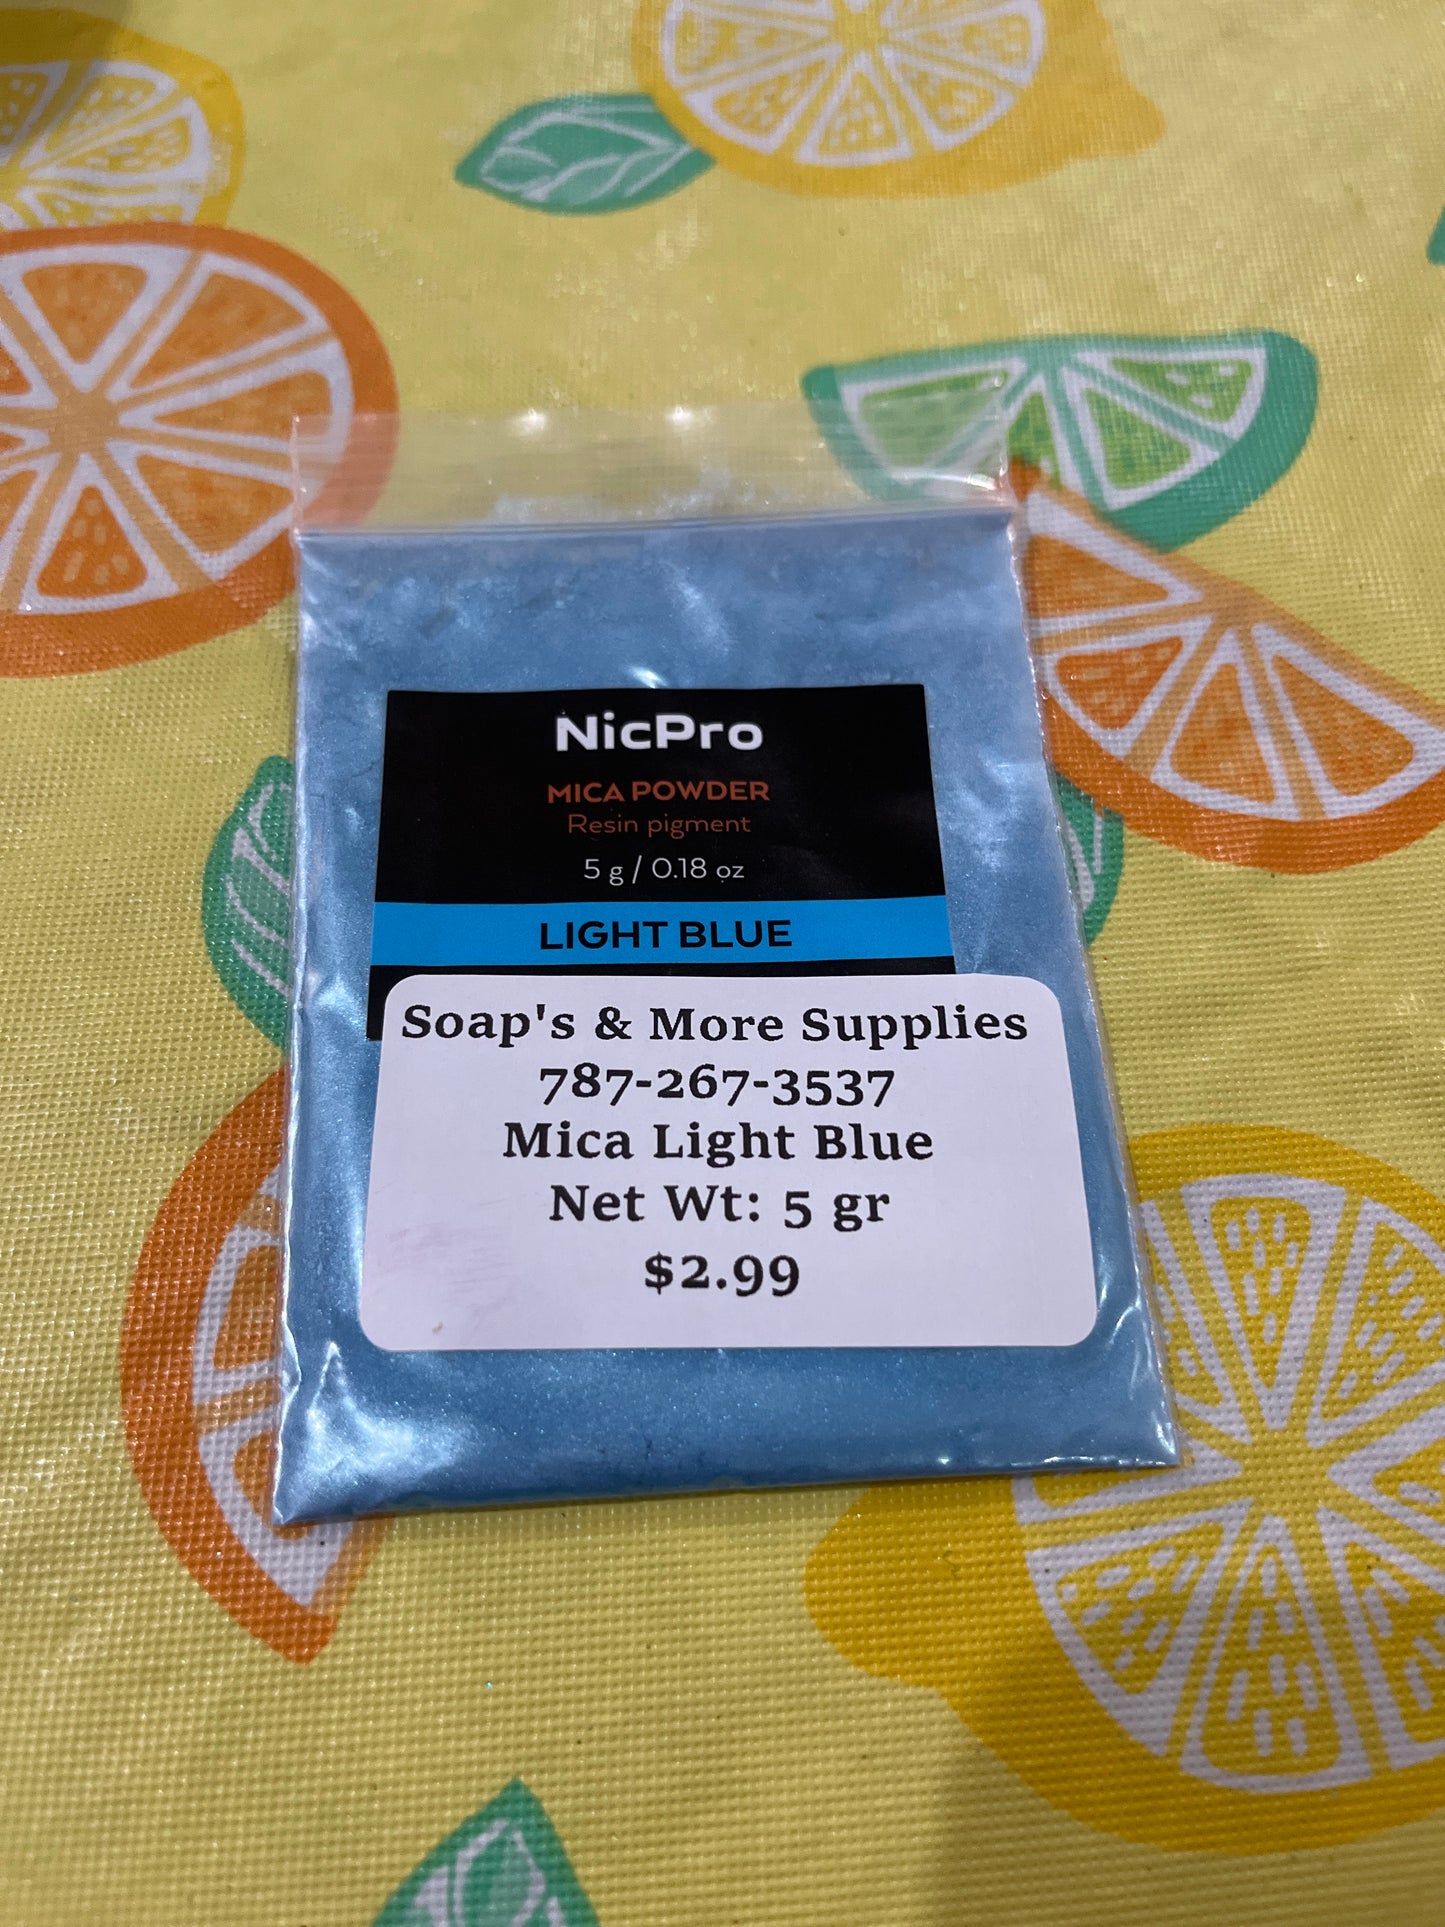 NicPro
MICA POWDER
Resin pigment
5 g / 0.18 oz
LIGHT BLUE
Soap's & More Supplies
787-267-3537
Mica Light Blue
Net Wt: 5 gr
$2.99